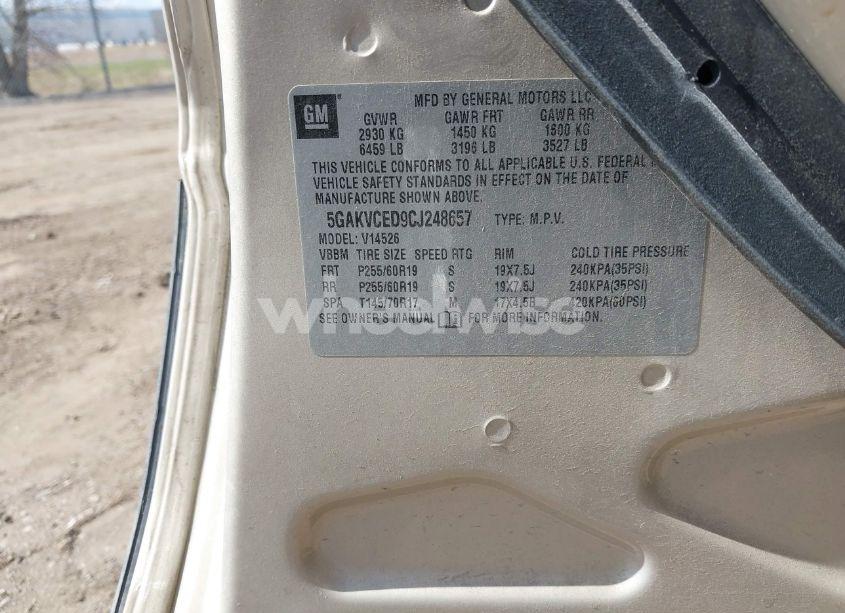 GM
MFD BY GENERAL MOTORS LLC
GVWR GAWR FRT GAWR RR
2930 KG 1450 KG 1600 KG
6459 LB 3196 LB 3527 LB
THIS VEHICLE CONFORMS TO ALL APPLICABLE U.S. FEDERAL
VEHICLE SAFETY STANDARDS IN EFFECT ON THE DATE OF
MANUFACTURE SHOWN ABOVE.
5GAKVCED9CJ248657 TYPE: M.P.V.
MODEL: V14526
VBBM TIRE SIZE SPEED RTG RIM COLD TIRE PRESSURE
FRT P255/60R19 S 19X7.5J 240KPA(35PSI)
RR P255/60R19 S 19X7.5J 240KPA(35PSI)
SPA T145/70R17 M 17X4.5B 420KPA(60PSI)
SEE OWNER'S MANUAL FOR MORE INFORMATION.
wheelwise